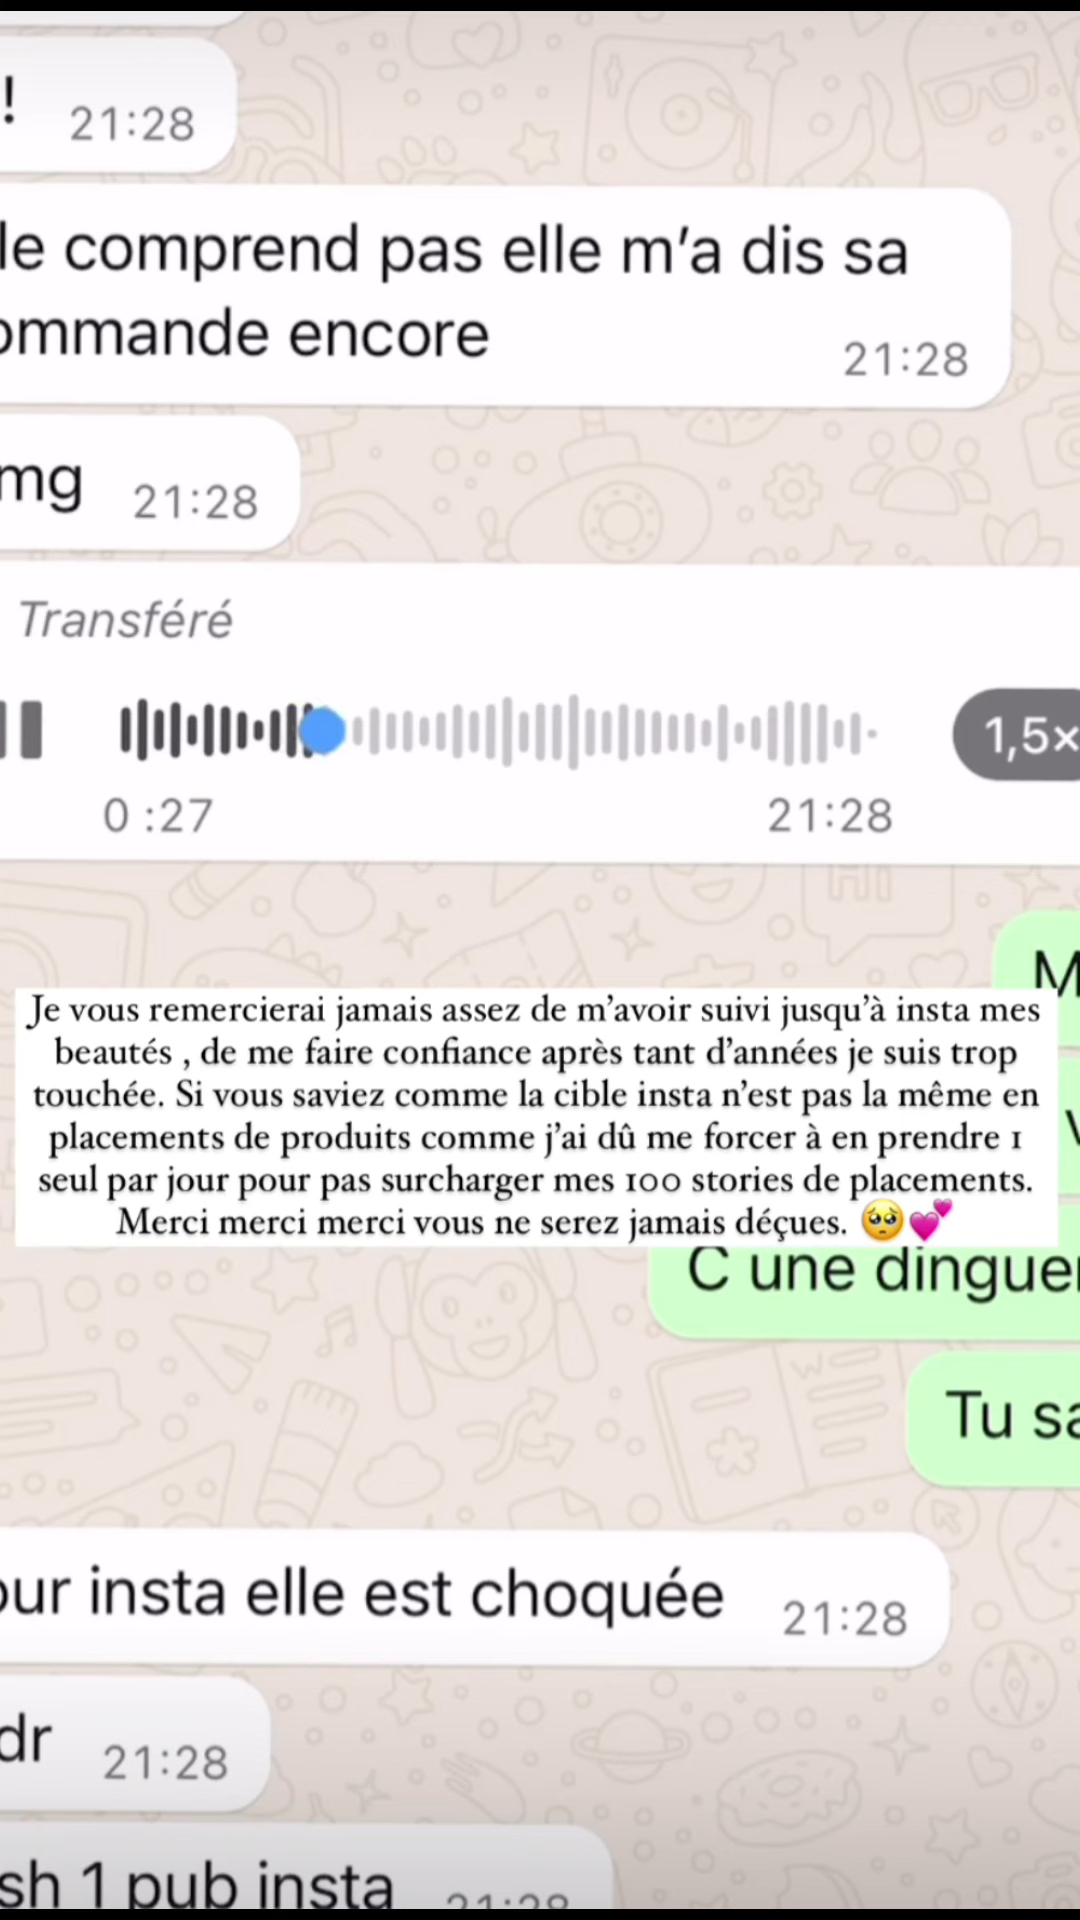 ! 21:28
le comprend pas elle m’a dis sa
ommande encore 21:28
mg 21:28
Transféré
1,5×
0 :27 21:28
M
Je vous remercierai jamais assez de m’avoir suivi jusqu’à insta mes
beautés , de me faire confiance après tant d’années je suis trop
touchée. Si vous saviez comme la cible insta n’est pas la même en
placements de produits comme j’ai dû me forcer à en prendre 1
seul par jour pour pas surcharger mes 100 stories de placements.
Merci merci merci vous ne serez jamais déçues. 🥺💕
C une dinguer
Tu sa
our insta elle est choquée 21:28
dr 21:28
sh 1 pub insta 21:28